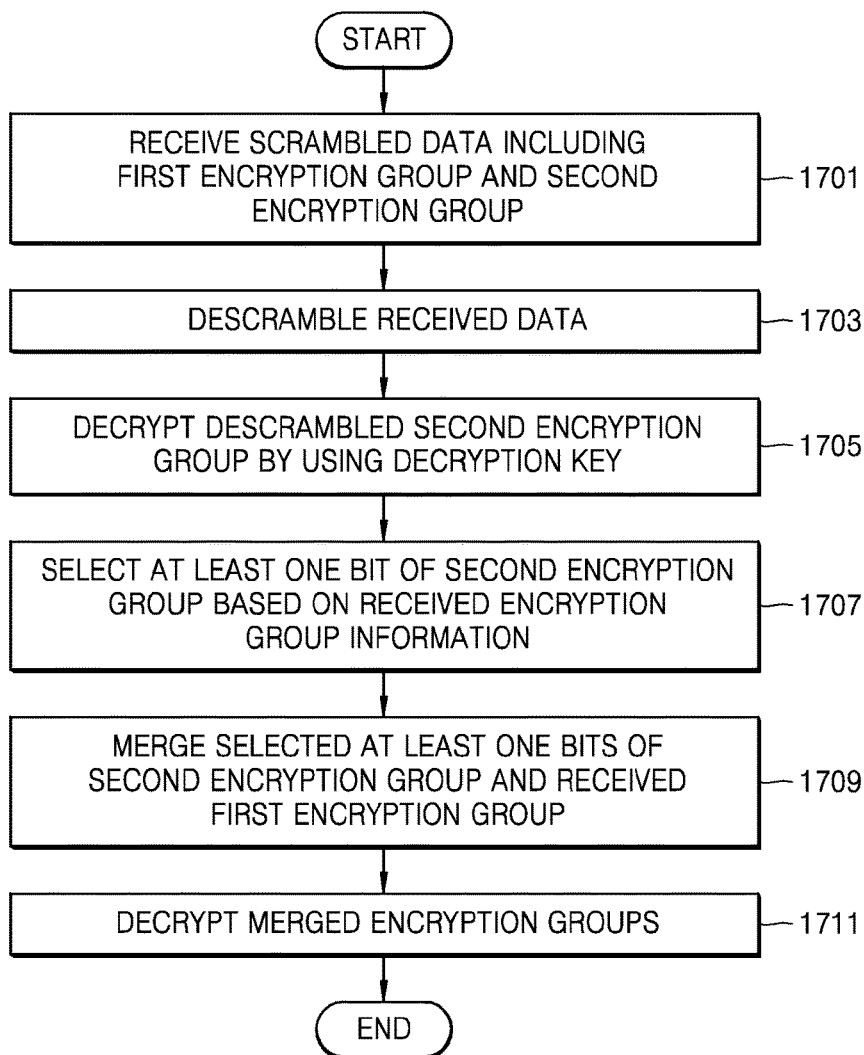 START
RECEIVE SCRAMBLED DATA INCLUDING
FIRST ENCRYPTION GROUP AND SECOND
ENCRYPTION GROUP
1701
DESCRAMBLE RECEIVED DATA
1703
DECRYPT DESCRAMBLED SECOND ENCRYPTION
GROUP BY USING DECRYPTION KEY
1705
SELECT AT LEAST ONE BIT OF SECOND ENCRYPTION
GROUP BASED ON RECEIVED ENCRYPTION
GROUP INFORMATION
1707
MERGE SELECTED AT LEAST ONE BITS OF
SECOND ENCRYPTION GROUP AND RECEIVED
FIRST ENCRYPTION GROUP
1709
DECRYPT MERGED ENCRYPTION GROUPS
1711
END